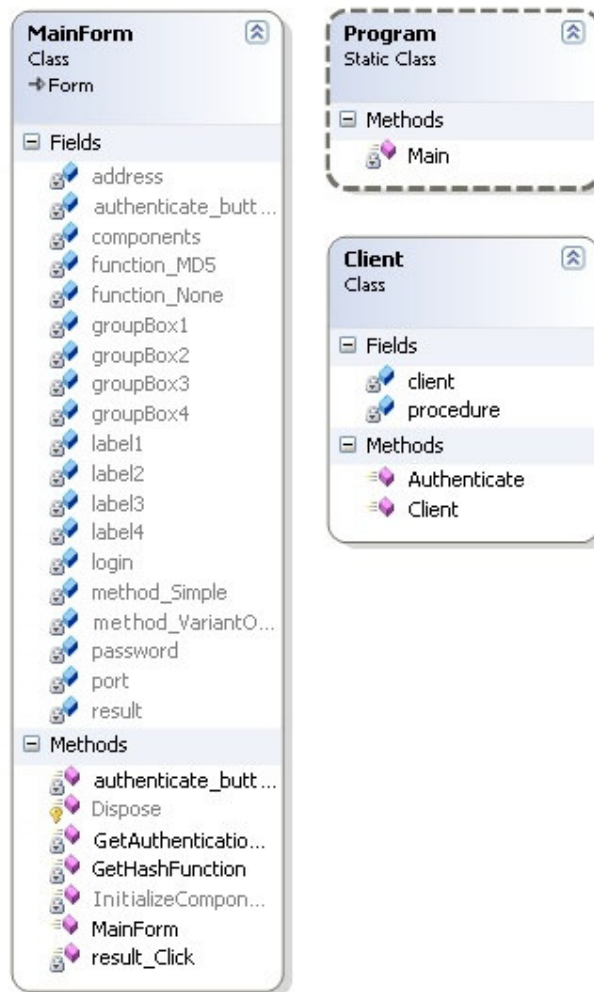 MainForm
Class
Form
Fields
address
authenticate_butt...
components
function_MD5
function_None
groupBox1
groupBox2
groupBox3
groupBox4
label1
label2
label3
label4
login
method_Simple
method_VariantO...
password
port
result
Methods
authenticate_butt...
Dispose
GetAuthenticatio...
GetHashFunction
InitializeCompon...
MainForm
result_Click
Program
Static Class
Methods
Main
Client
Class
Fields
client
procedure
Methods
Authenticate
Client